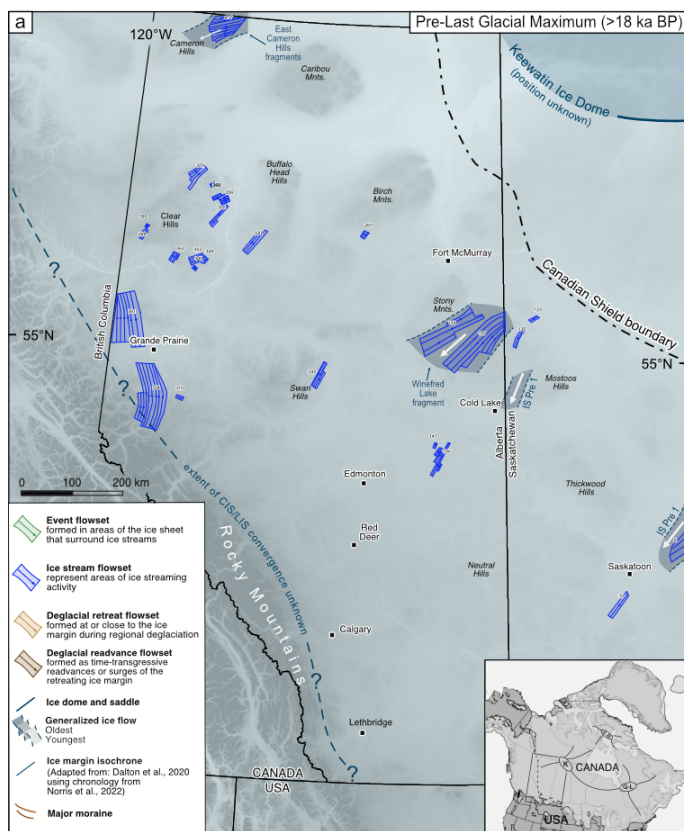 a
Pre-Last Glacial Maximum (>18 ka BP)
120°W
Cameron
Hills
East
Cameron
Hills
fragments
Caribou
Mnts.
Keewatin Ice Dome
(position unknown)
Buffalo
Head
Hills
Birch
Mnts.
Clear
Hills
Fort McMurray
Canadian Shield boundary
?
British Columbia
55°N
Grande Prairie
Stony
Mnts.
55°N
?
Swan
Hills
Winefred
Lake
fragment
IS Pre 1
Mostoos
Hills
Cold Lake
Alberta
Saskatchewan
0 100 200 km
extent of CIS/LIS convergence unknown
Edmonton
Thickwood
Hills
IS Pre 1
Red
Deer
Rocky Mountains
Neutral
Hills
Saskatoon
Calgary
?
Lethbridge
?
CANADA
USA
Event flowset
formed in areas of the ice sheet
that surround ice streams
Ice stream flowset
represent areas of ice streaming
activity
Deglacial retreat flowset
formed at or close to the ice
margin during regional deglaciation
Deglacial readvance flowset
formed as time-transgressive
readvances or surges of the
retreating ice margin
Ice dome and saddle
Generalized ice flow
Oldest
Youngest
Ice margin isochrone
(Adapted from: Dalton et al., 2020
using chronology from
Norris et al., 2022)
Major moraine
K
CANADA
Q-L
USA